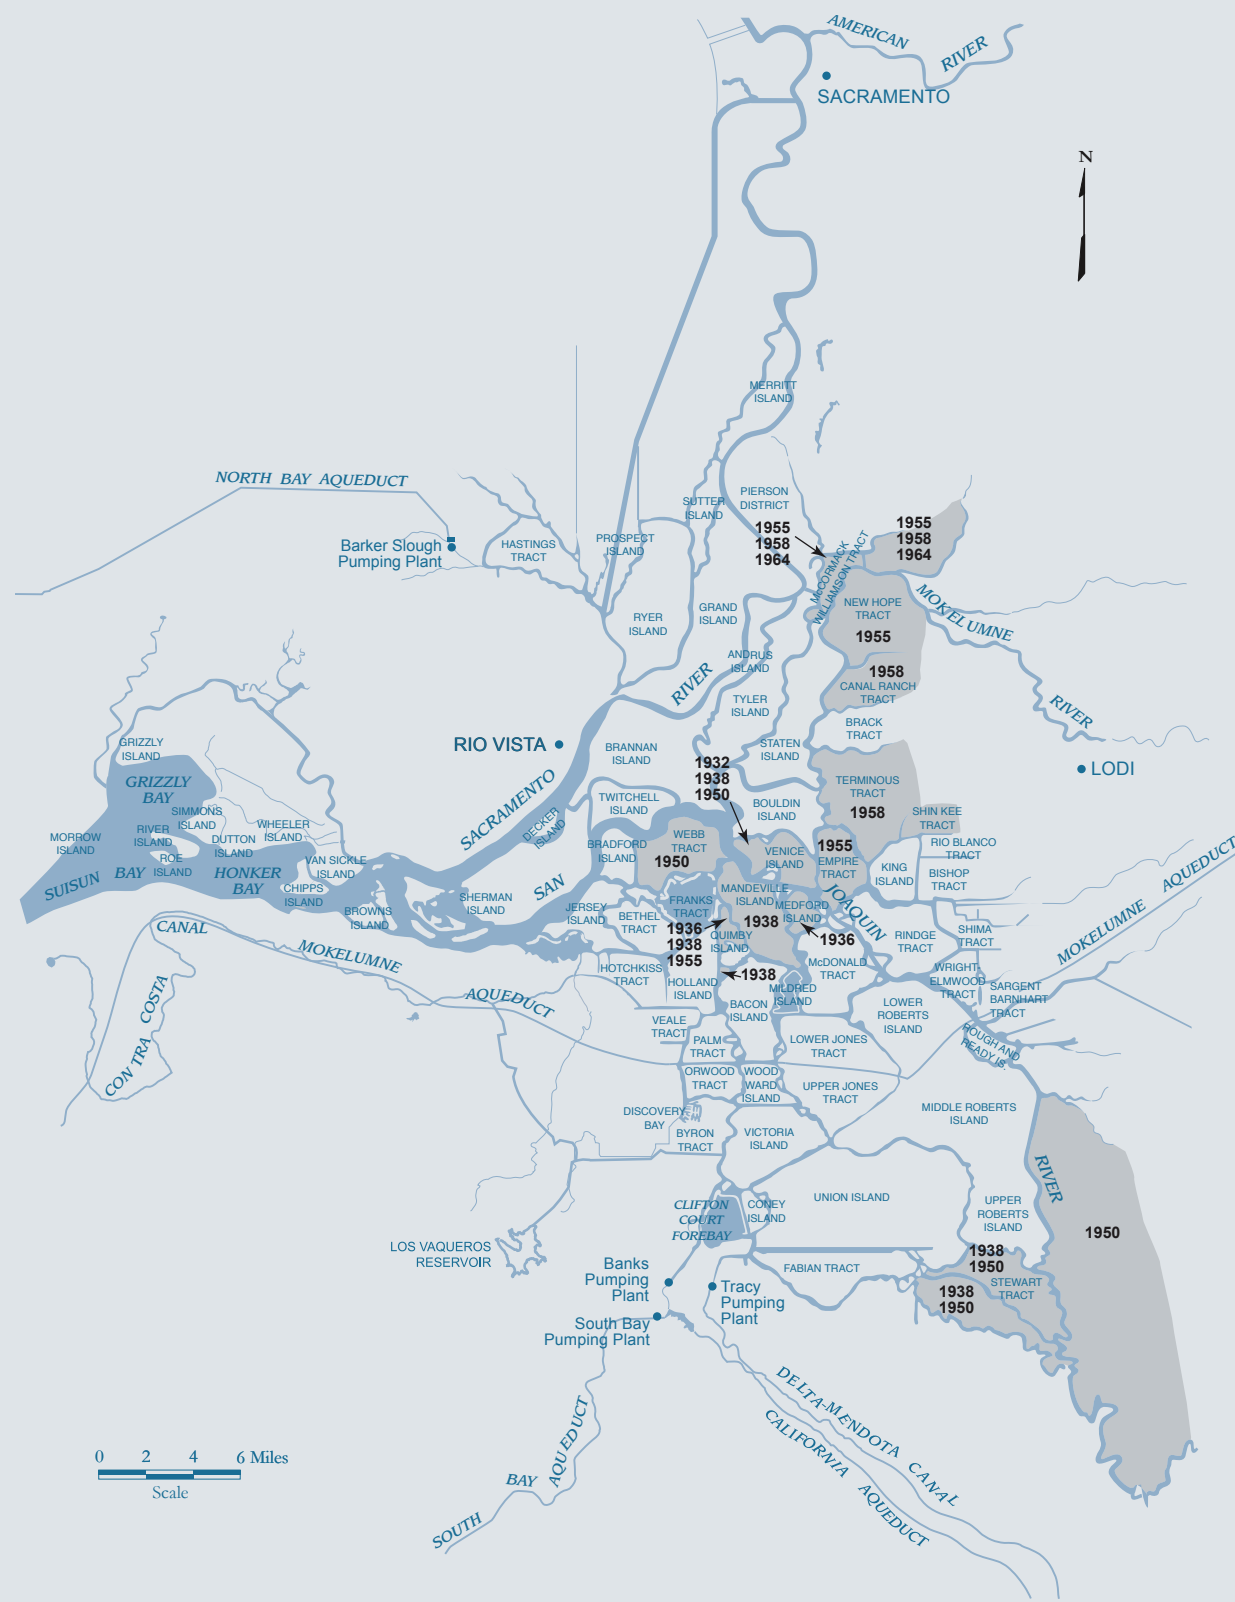 AMERICAN
RIVER
SACRAMENTO
N
MERRITT
ISLAND
NORTH BAY AQUEDUCT
SUTTER
ISLAND
PIERSON
DISTRICT
1955
1958
1964
1955
1958
1964
Barker Slough
Pumping Plant
HASTINGS
TRACT
PROSPECT
ISLAND
McCORMACK
WILLIAMSON TRACT
NEW HOPE
TRACT
1955
MOKELUMNE
RIVER
RYER
ISLAND
GRAND
ISLAND
ANDRUS
ISLAND
RIVER
1958
CANAL RANCH
TRACT
TYLER
ISLAND
BRACK
TRACT
RIO VISTA
BRANNAN
ISLAND
STATEN
ISLAND
LODI
GRIZZLY
ISLAND
GRIZZLY
BAY
1932
1938
1950
TERMINOUS
TRACT
1958
SHIN KEE
TRACT
SACRAMENTO
TWITCHELL
ISLAND
BOULDIN
ISLAND
SIMMONS
ISLAND
DECKER
ISLAND
MORROW
ISLAND
RIVER
ISLAND
DUTTON
ISLAND
WHEELER
ISLAND
BRADFORD
ISLAND
WEBB
TRACT
1950
VENICE
ISLAND
1955
EMPIRE
TRACT
RIO BLANCO
TRACT
KING
ISLAND
BISHOP
TRACT
AQUEDUCT
SUISUN BAY
ROE
ISLAND
HONKER
BAY
VAN SICKLE
ISLAND
CHIPPS
ISLAND
BROWNS
ISLAND
SHERMAN
ISLAND
SAN
JOAQUIN
JERSEY
ISLAND
BETHEL
TRACT
FRANKS
TRACT
1936
1938
1955
MANDEVILLE
ISLAND
1938
MEDFORD
ISLAND
1936
QUIMBY
ISLAND
RINDGE
TRACT
SHIMA
TRACT
MOKELUMNE
CANAL
MOKELUMNE
AQUEDUCT
CONTRA COSTA
HOTCHKISS
TRACT
HOLLAND
ISLAND
1938
McDONALD
TRACT
MILDRED
ISLAND
WRIGHT-
ELMWOOD
TRACT
SARGENT
BARNHART
TRACT
BACON
ISLAND
LOWER
ROBERTS
ISLAND
VEALE
TRACT
PALM
TRACT
LOWER JONES
TRACT
ROUGH AND
READY IS.
ORWOOD
TRACT
WOOD
WARD
ISLAND
UPPER JONES
TRACT
DISCOVERY
BAY
MIDDLE ROBERTS
ISLAND
BYRON
TRACT
VICTORIA
ISLAND
RIVER
CLIFTON
COURT
FOREBAY
CONEY
ISLAND
UNION ISLAND
UPPER
ROBERTS
ISLAND
1950
LOS VAQUEROS
RESERVOIR
Banks
Pumping
Plant
FABIAN TRACT
1938
1950
STEWART
TRACT
1938
1950
Tracy
Pumping
Plant
South Bay
Pumping Plant
DELTA-MENDOTA CANAL
CALIFORNIA AQUEDUCT
SOUTH BAY AQUEDUCT
0 2 4 6 Miles
Scale